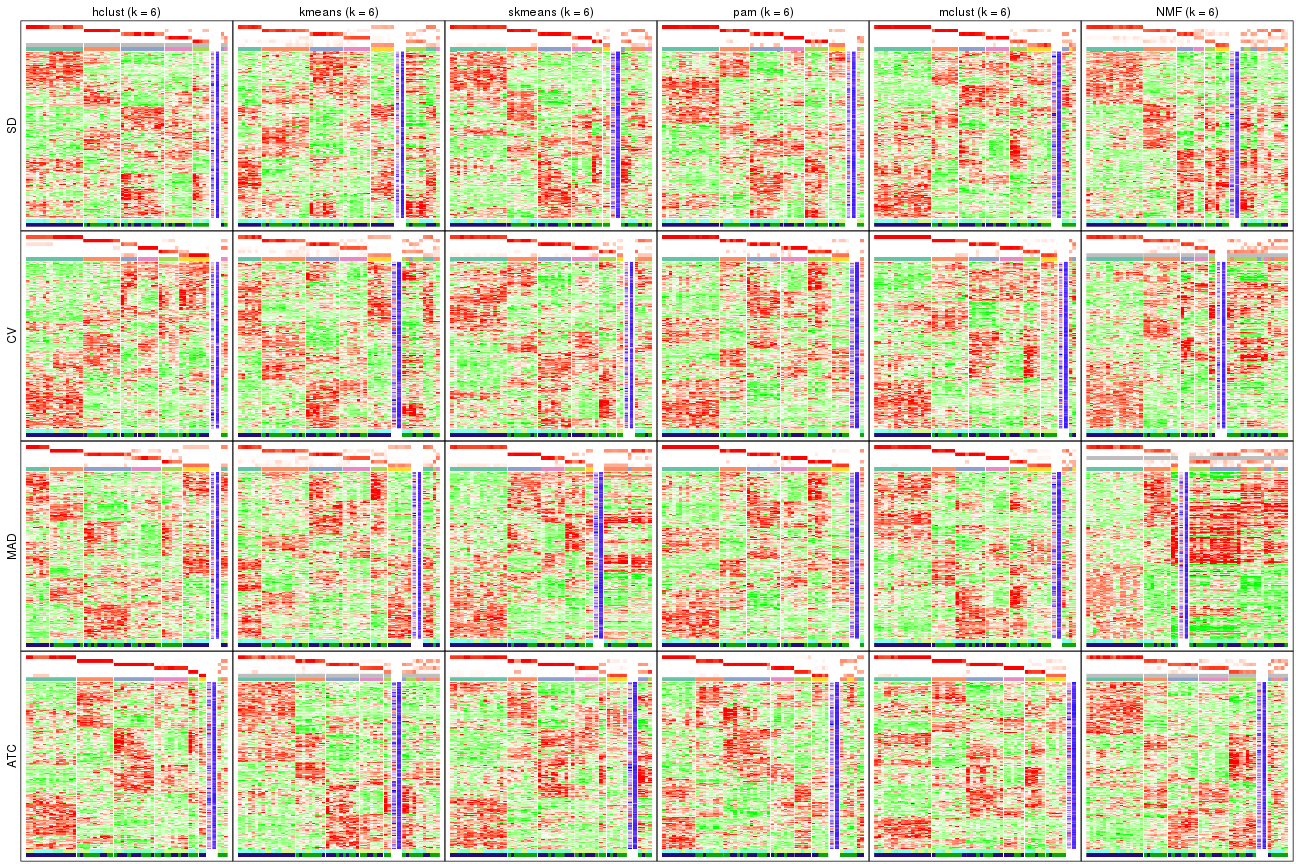 hclust (k = 6)
kmeans (k = 6)
skmeans (k = 6)
pam (k = 6)
mclust (k = 6)
NMF (k = 6)
SD
CV
MAD
ATC